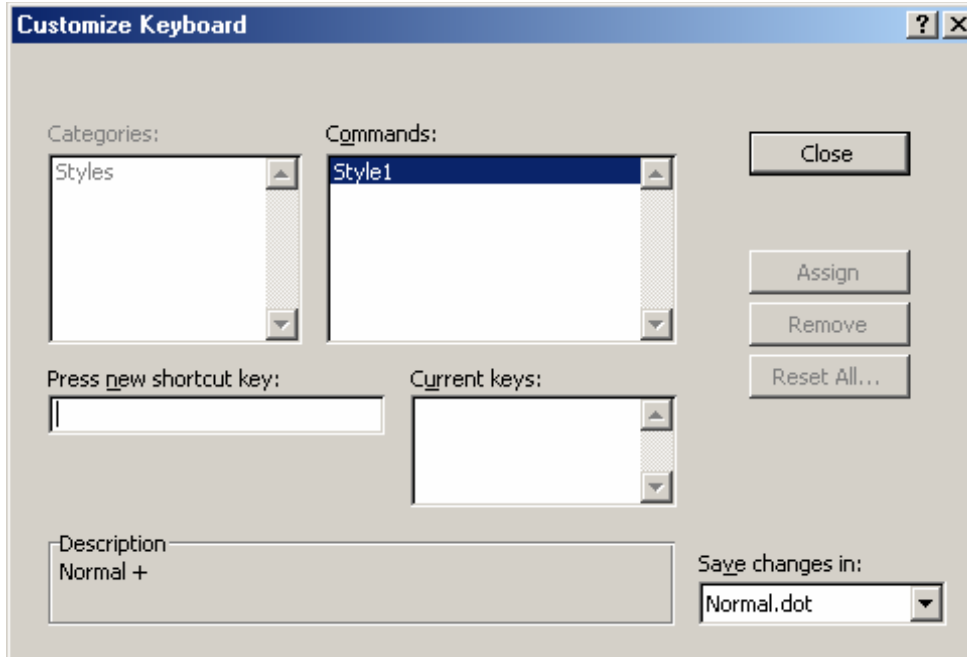 Customize Keyboard
Categories:
Commands:
Styles
Style1
Close
Assign
Remove
Reset All...
Press new shortcut key:
Current keys:
Description
Normal +
Save changes in:
Normal.dot